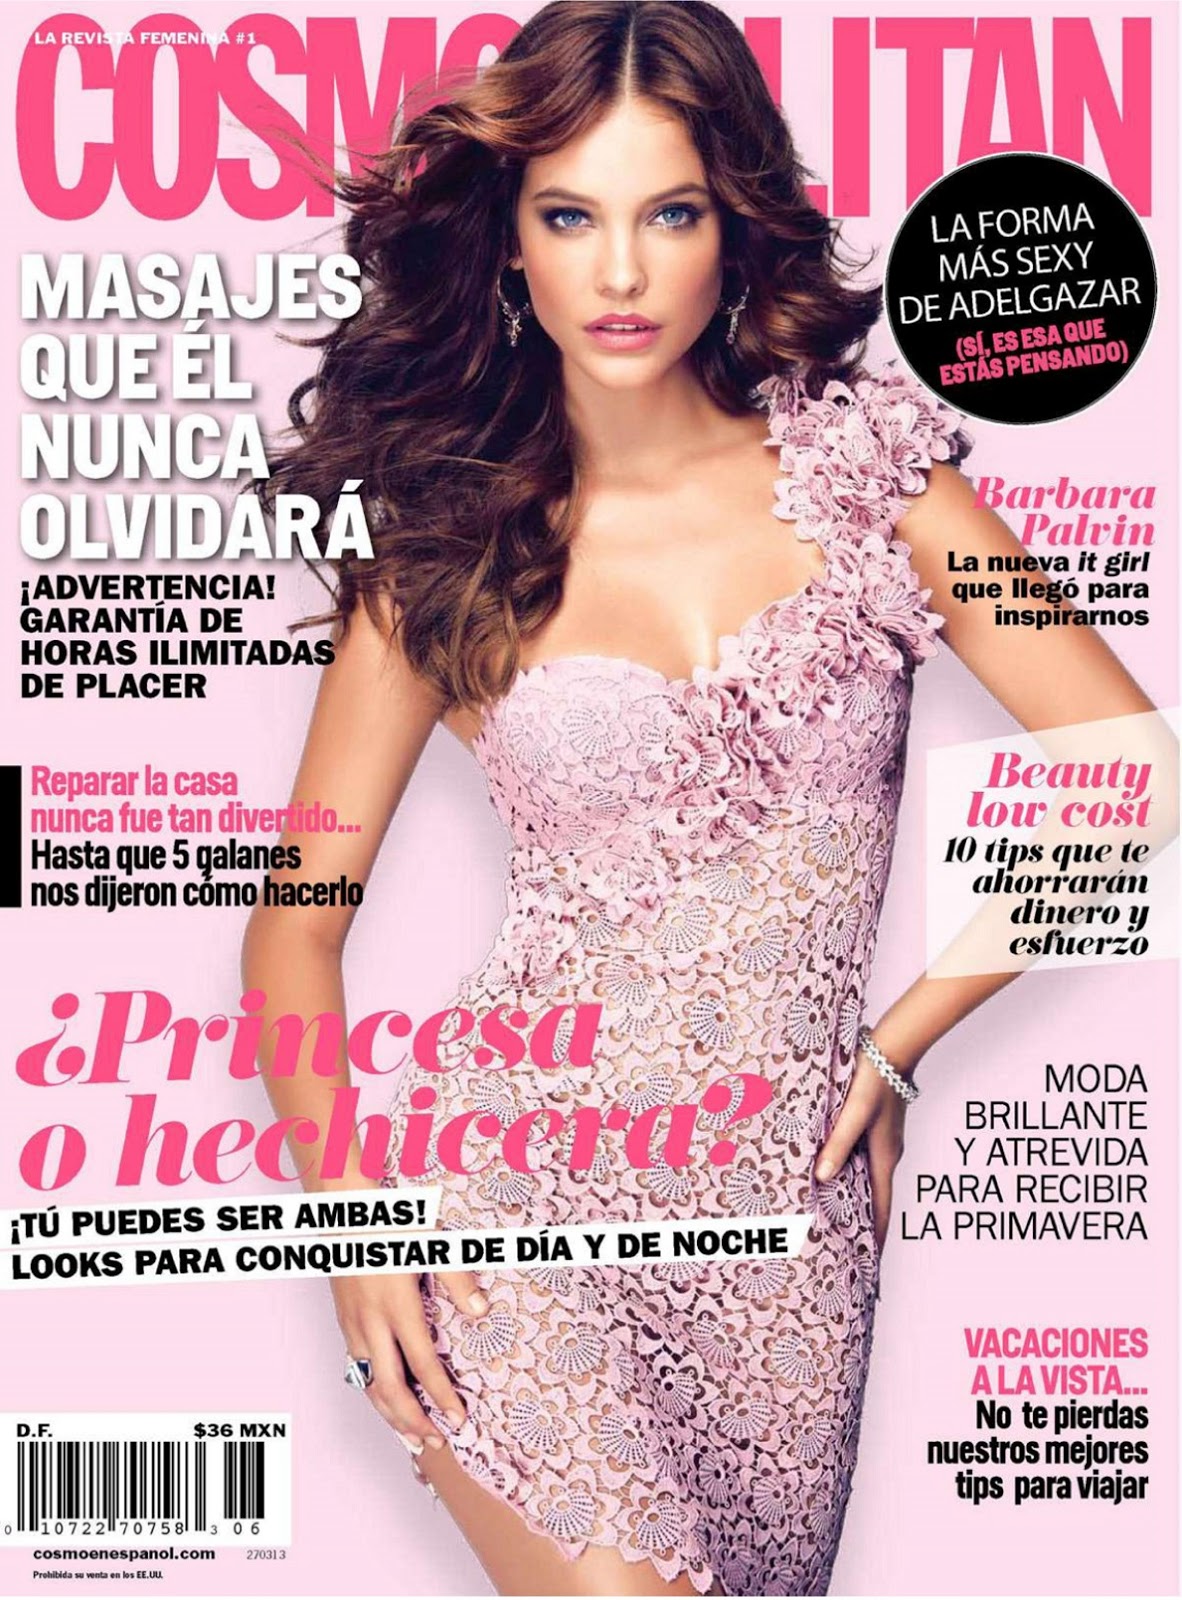 LA REVISTA FEMENINA #1
COSMOPOLITAN
MASAJES
QUE ÉL
NUNCA
OLVIDARÁ
¡ADVERTENCIA!
GARANTÍA DE
HORAS ILIMITADAS
DE PLACER
Reparar la casa
nunca fue tan divertido...
Hasta que 5 galanes
nos dijeron cómo hacerlo
¿Princesa
o hechicera?
¡TÚ PUEDES SER AMBAS!
LOOKS PARA CONQUISTAR DE DÍA Y DE NOCHE
LA FORMA
MÁS SEXY
DE ADELGAZAR
(SÍ, ES ESA QUE
ESTÁS PENSANDO)
Barbara
Palvin
La nueva it girl
que llegó para
inspirarnos
Beauty
low cost
10 tips que te
ahorrarán
dinero y
esfuerzo
MODA
BRILLANTE
Y ATREVIDA
PARA RECIBIR
LA PRIMAVERA
VACACIONES
A LA VISTA...
No te pierdas
nuestros mejores
tips para viajar
D.F. $36 MXN
0 10722 70758 3 06
cosmoenespanol.com 270313
Prohibida su venta en los EE.UU.